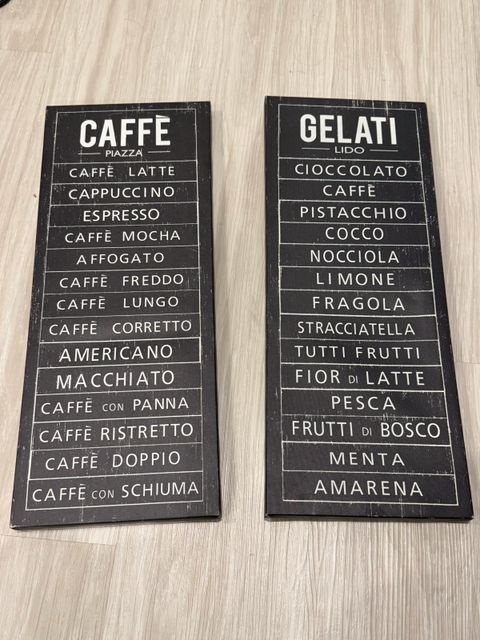 CAFFÈ
PIAZZA
CAFFÈ LATTE
CAPPUCCINO
ESPRESSO
CAFFÈ MOCHA
AFFOGATO
CAFFÈ FREDDO
CAFFÈ LUNGO
CAFFÈ CORRETTO
AMERICANO
MACCHIATO
CAFFÈ CON PANNA
CAFFÈ RISTRETTO
CAFFÈ DOPPIO
CAFFÈ CON SCHIUMA
GELATI
LIDO
CIOCCOLATO
CAFFÈ
PISTACCHIO
COCCO
NOCCIOLA
LIMONE
FRAGOLA
STRACCIATELLA
TUTTI FRUTTI
FIOR DI LATTE
PESCA
FRUTTI DI BOSCO
MENTA
AMARENA